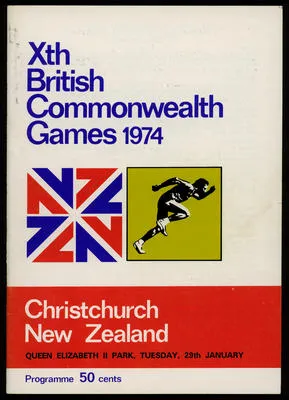 Xth
British
Commonwealth
Games 1974
Christchurch
New Zealand
QUEEN ELIZABETH II PARK, TUESDAY, 29th JANUARY
Programme 50 cents